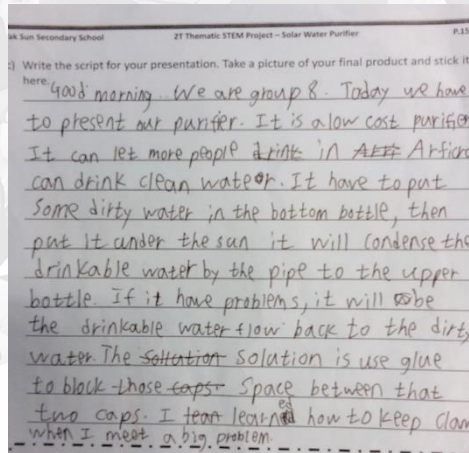 ak Sun Secondary School 2T Thematic STEM Project – Solar Water Purifier P.15
:) Write the script for your presentation. Take a picture of your final product and stick it
here.
Good morning. We are group 8. Today we have
to present our purifier. It is a low cost purifier
It can let more people drink in Arficra
can drink clean water. It have to put
some dirty water in the bottom bottle, then
put it under the sun it will condense the
drinkable water by the pipe to the upper
bottle. If it have problems, it will be
the drinkable water flow back to the dirty
water. The Sollcution solution is use glue
to block those caps. Space between that
two caps. I learned how to keep clam
when I meet a big problem.